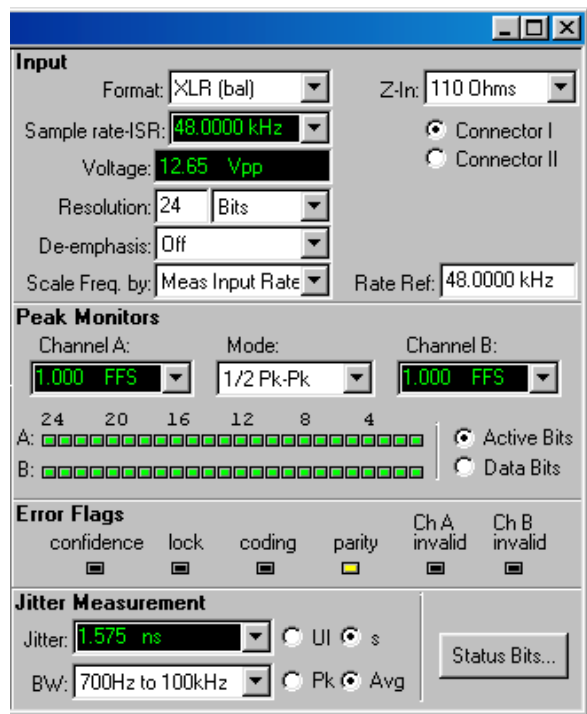 Input
Format: XLR (bal) Z-In: 110 Ohms
Sample rate-ISR: 48.0000 kHz Connector I
Voltage: 12.65 Vpp Connector II
Resolution: 24 Bits
De-emphasis: Off
Scale Freq. by: Meas Input Rate Rate Ref: 48.0000 kHz
Peak Monitors
Channel A: Mode: Channel B:
1.000 FFS 1/2 Pk-Pk 1.000 FFS
24 20 16 12 8 4
A: Active Bits
B: Data Bits
Error Flags
confidence lock coding parity Ch A invalid Ch B invalid
Jitter Measurement
Jitter: 1.575 ns UI s
BW: 700Hz to 100kHz Pk Avg
Status Bits...